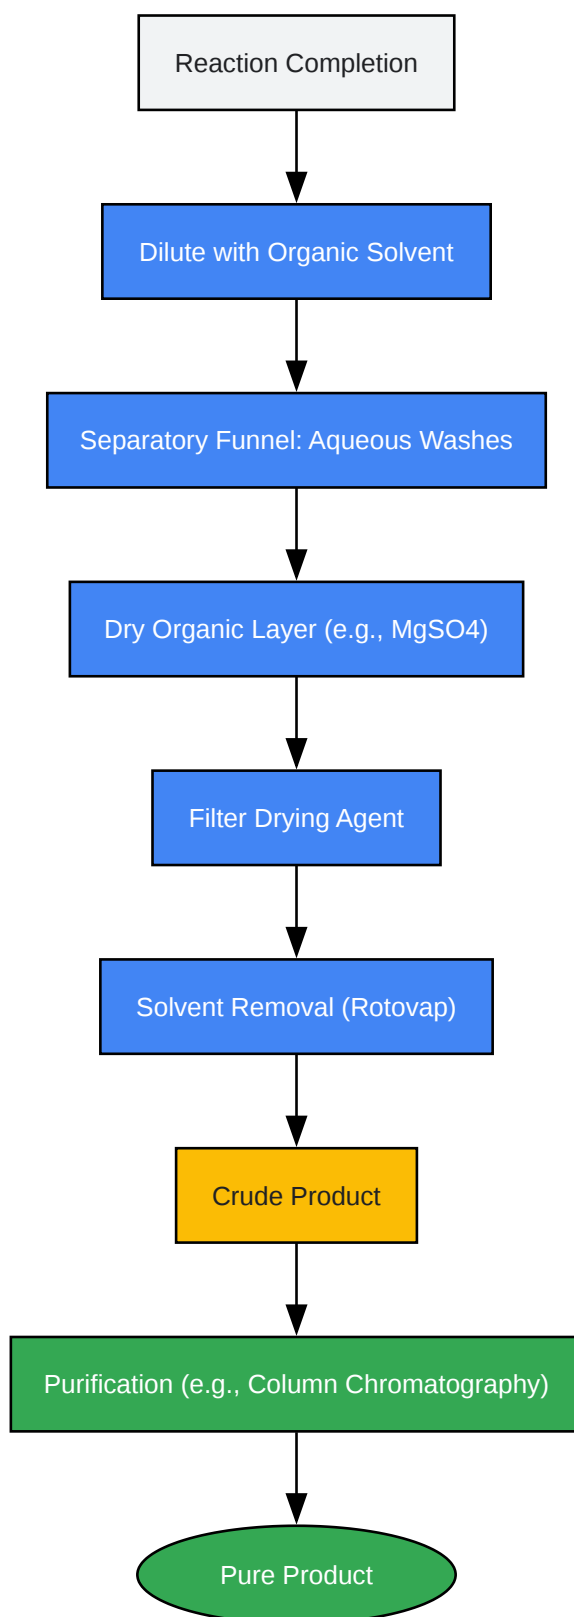 Reaction Completion
Dilute with Organic Solvent
Separatory Funnel: Aqueous Washes
Dry Organic Layer (e.g., MgSO4)
Filter Drying Agent
Solvent Removal (Rotovap)
Crude Product
Purification (e.g., Column Chromatography)
Pure Product